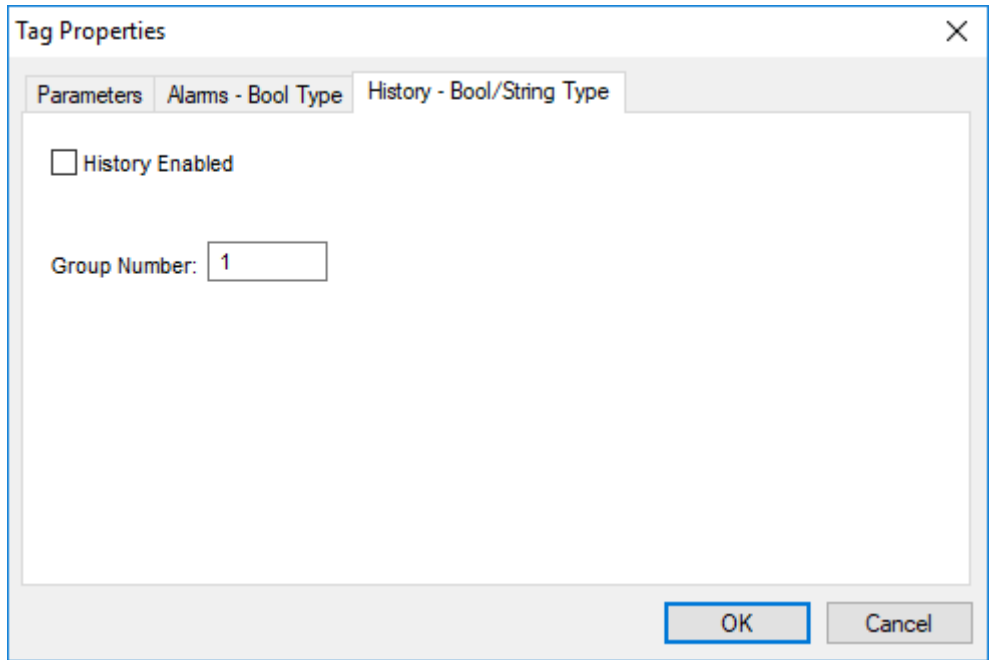 Tag Properties
Parameters Alarms - Bool Type History - Bool/String Type
History Enabled
Group Number: 1
OK Cancel